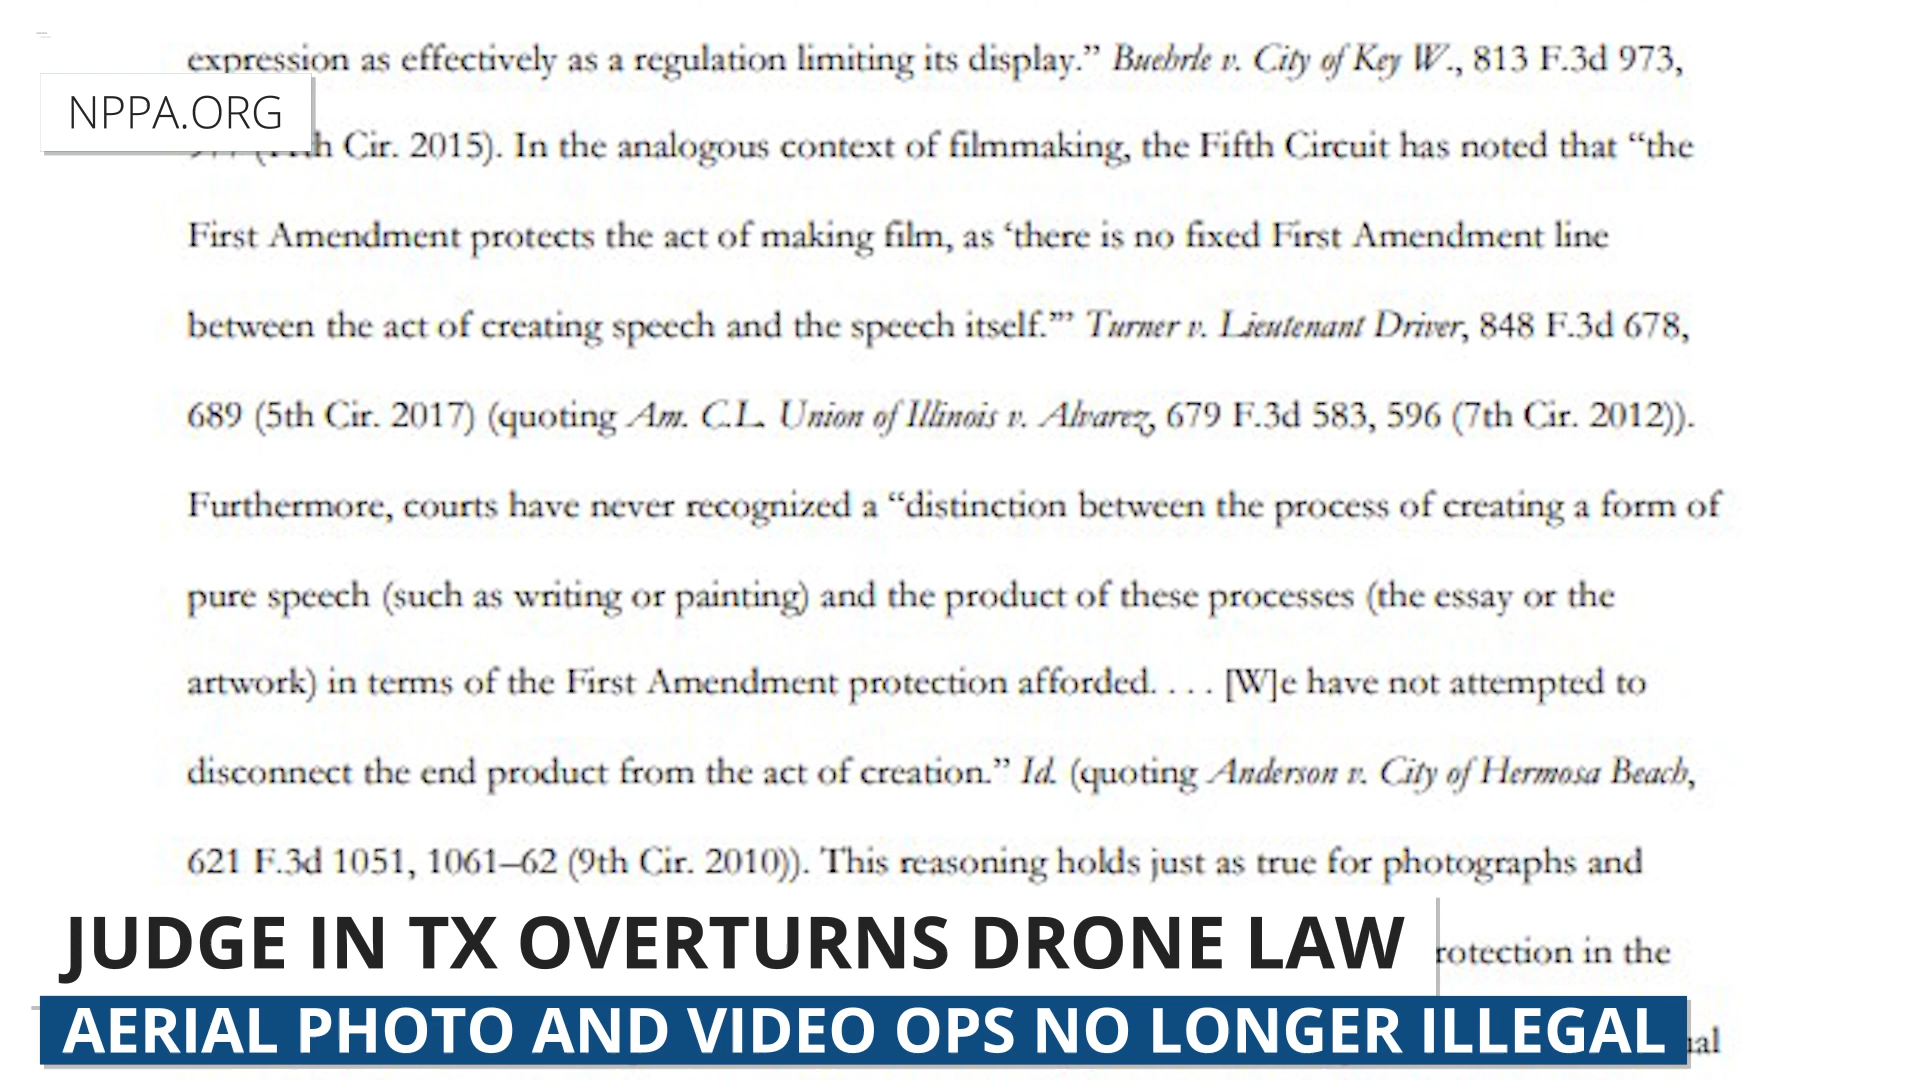 expression as effectively as a regulation limiting its display.” Buehrle v. City of Key W., 813 F.3d 973,
NPPA.ORG
Cir. 2015). In the analogous context of filmmaking, the Fifth Circuit has noted that “the
First Amendment protects the act of making film, as ‘there is no fixed First Amendment line
between the act of creating speech and the speech itself.’” Turner v. Lieutenant Driver, 848 F.3d 678,
689 (5th Cir. 2017) (quoting Am. C.L. Union of Illinois v. Alvarez, 679 F.3d 583, 596 (7th Cir. 2012)).
Furthermore, courts have never recognized a “distinction between the process of creating a form of
pure speech (such as writing or painting) and the product of these processes (the essay or the
artwork) in terms of the First Amendment protection afforded. . . . [W]e have not attempted to
disconnect the end product from the act of creation.” Id. (quoting Anderson v. City of Hermosa Beach,
621 F.3d 1051, 1061–62 (9th Cir. 2010)). This reasoning holds just as true for photographs and
JUDGE IN TX OVERTURNS DRONE LAW
rotection in the
AERIAL PHOTO AND VIDEO OPS NO LONGER ILLEGAL